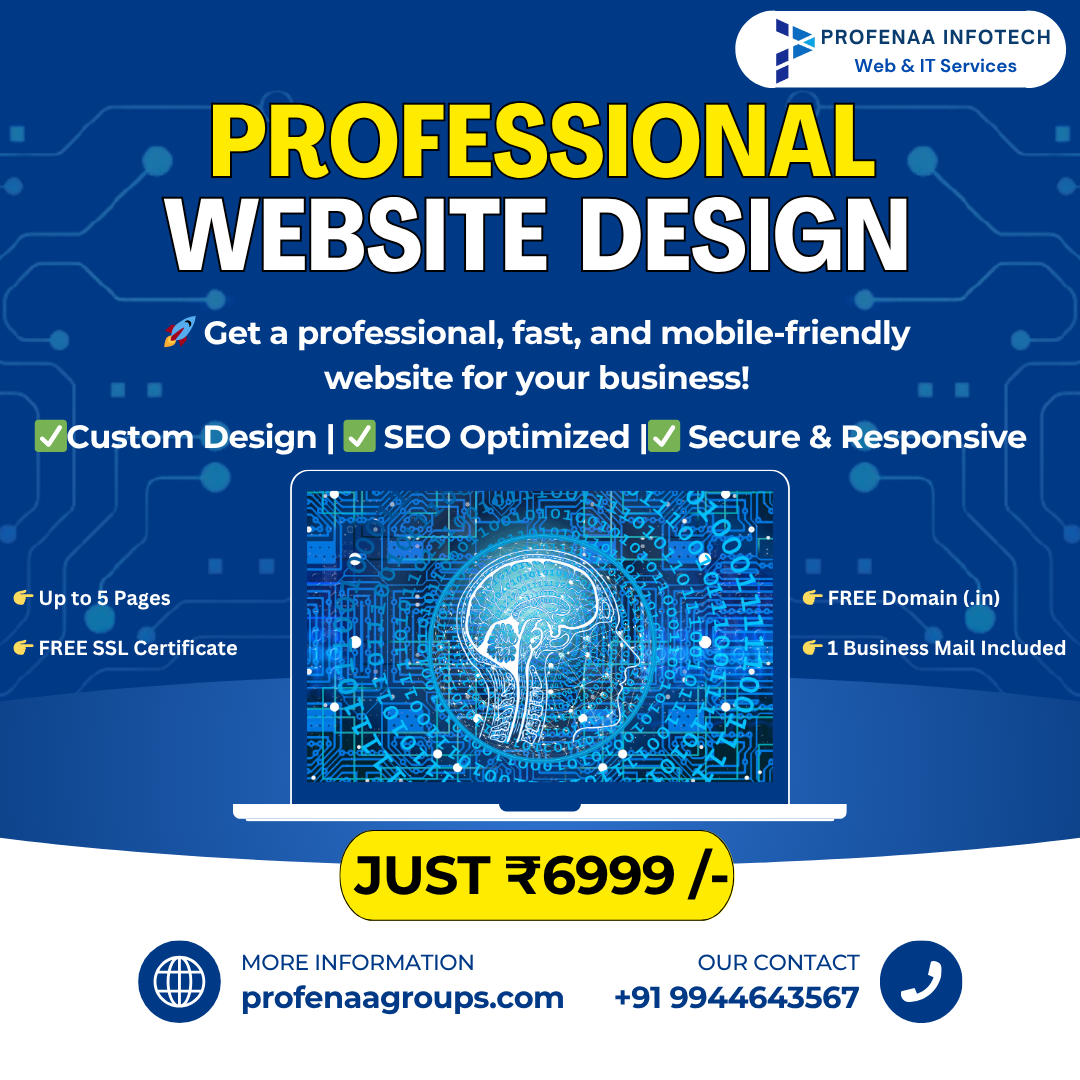 PROFENAA INFOTECH
Web & IT Services
PROFESSIONAL
WEBSITE DESIGN
🚀 Get a professional, fast, and mobile-friendly
website for your business!
✅Custom Design | ✅ SEO Optimized |✅ Secure & Responsive
👉 Up to 5 Pages
👉 FREE SSL Certificate
👉 FREE Domain (.in)
👉 1 Business Mail Included
JUST ₹6999 /-
MORE INFORMATION
profenaagroups.com
OUR CONTACT
+91 9944643567